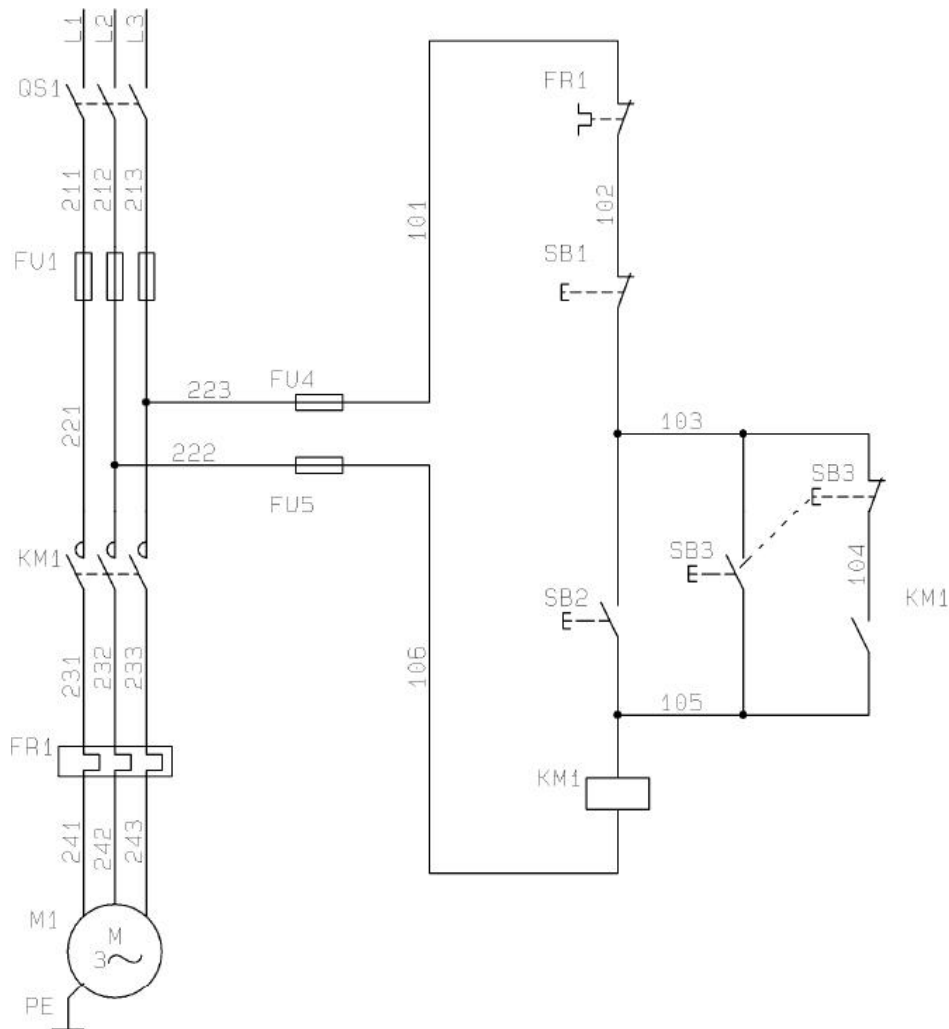 L1 L2 L3
QS1
FR1
211 212 213
101
102
FU1
SB1
223
FU4
221
103
222
SB3
FU5
KM1
SB3
104
SB2
KM1
231 232 233
106
105
FR1
KM1
241 242 243
M1
M
3
PE